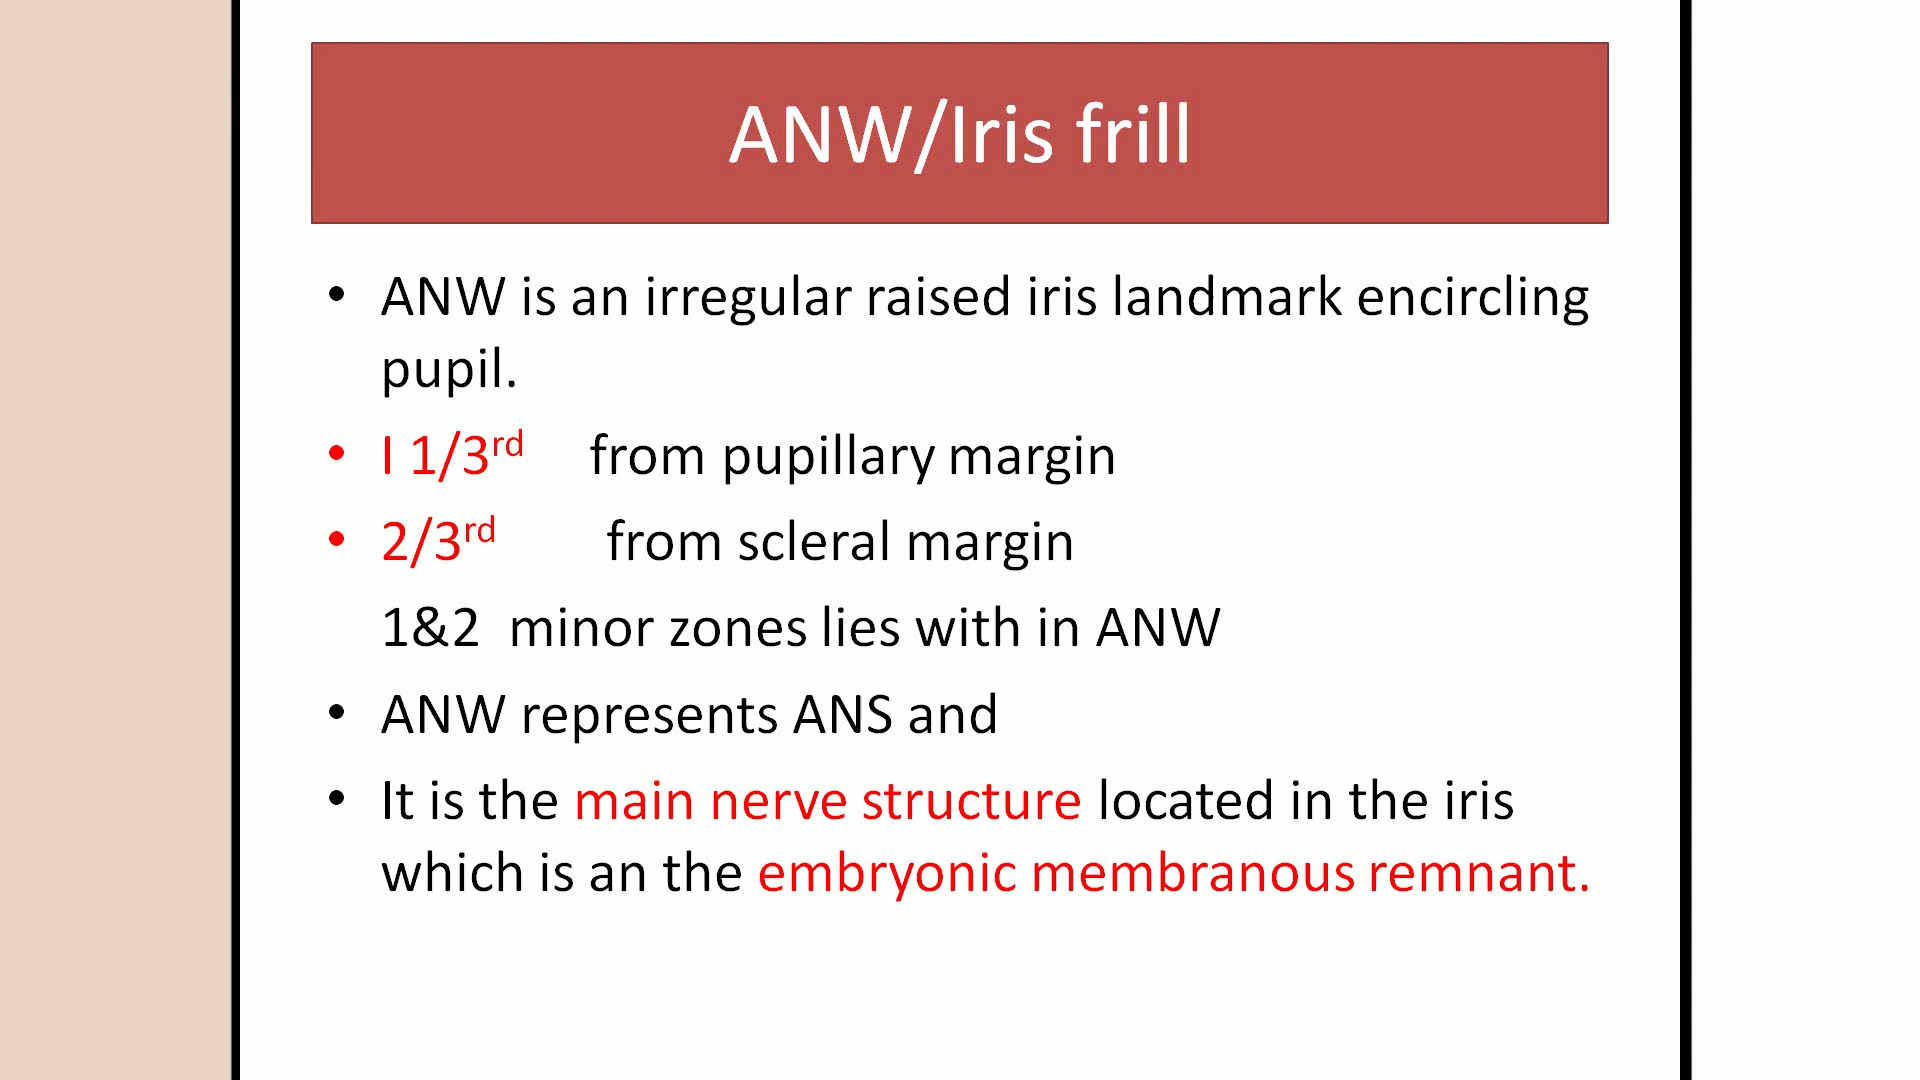 ANW/Iris frill
• ANW is an irregular raised iris landmark encircling
pupil.
• I 1/3rd from pupillary margin
• 2/3rd from scleral margin
1&2 minor zones lies with in ANW
• ANW represents ANS and
• It is the main nerve structure located in the iris
which is an the embryonic membranous remnant.